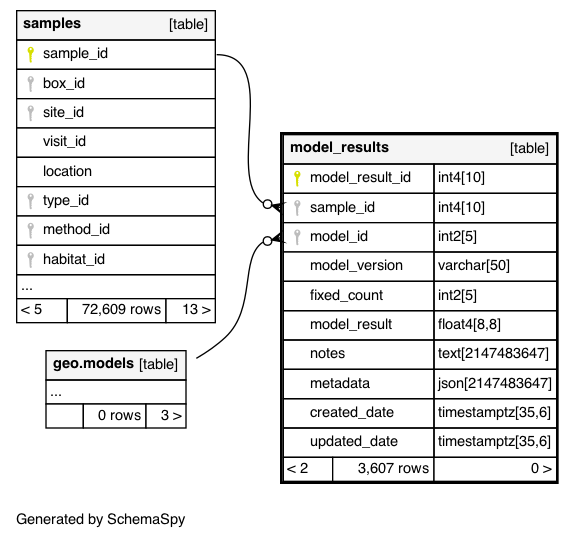 samples [table]
sample_id
box_id
site_id
visit_id
location
type_id
method_id
habitat_id
...
< 5 72,609 rows 13 >
geo.models [table]
...
0 rows 3 >
model_results [table]
model_result_id int4[10]
sample_id int4[10]
model_id int2[5]
model_version varchar[50]
fixed_count int2[5]
model_result float4[8,8]
notes text[2147483647]
metadata json[2147483647]
created_date timestamptz[35,6]
updated_date timestamptz[35,6]
< 2 3,607 rows 0 >
Generated by SchemaSpy